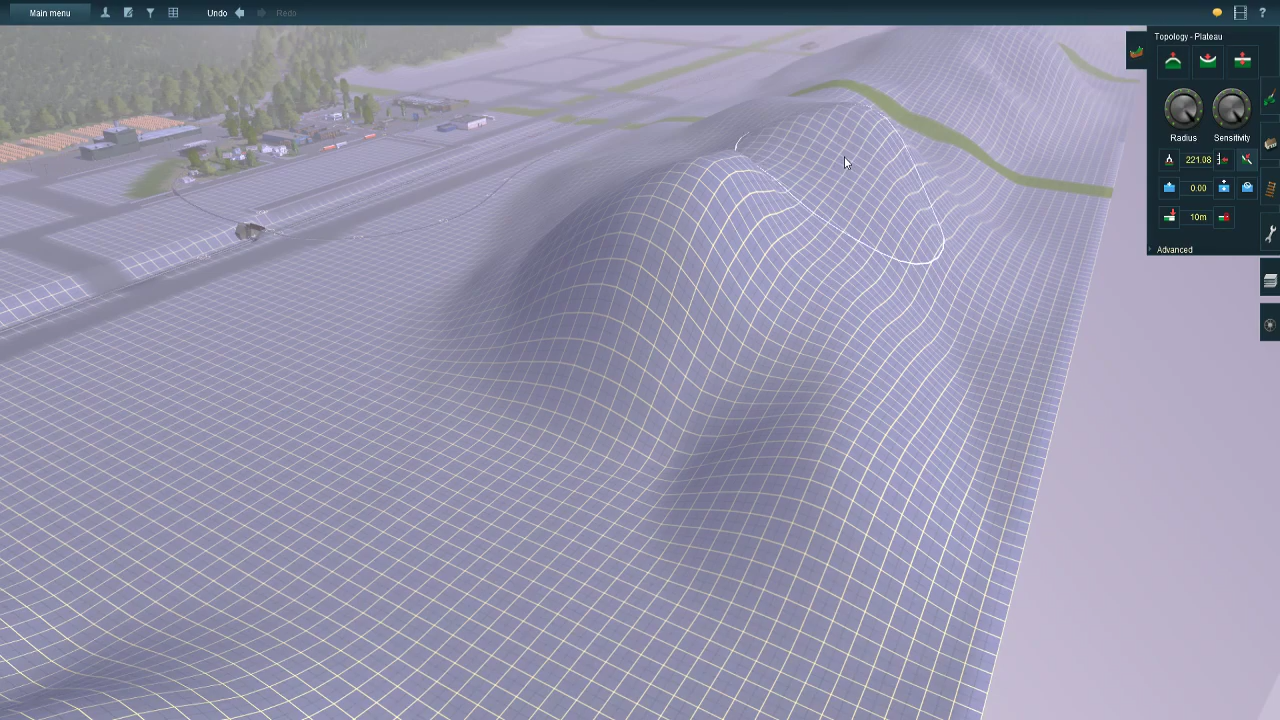 Main menu
Undo
Redo
?
Topology - Plateau
Radius
Sensitivity
221.08
0.00
10m
Advanced